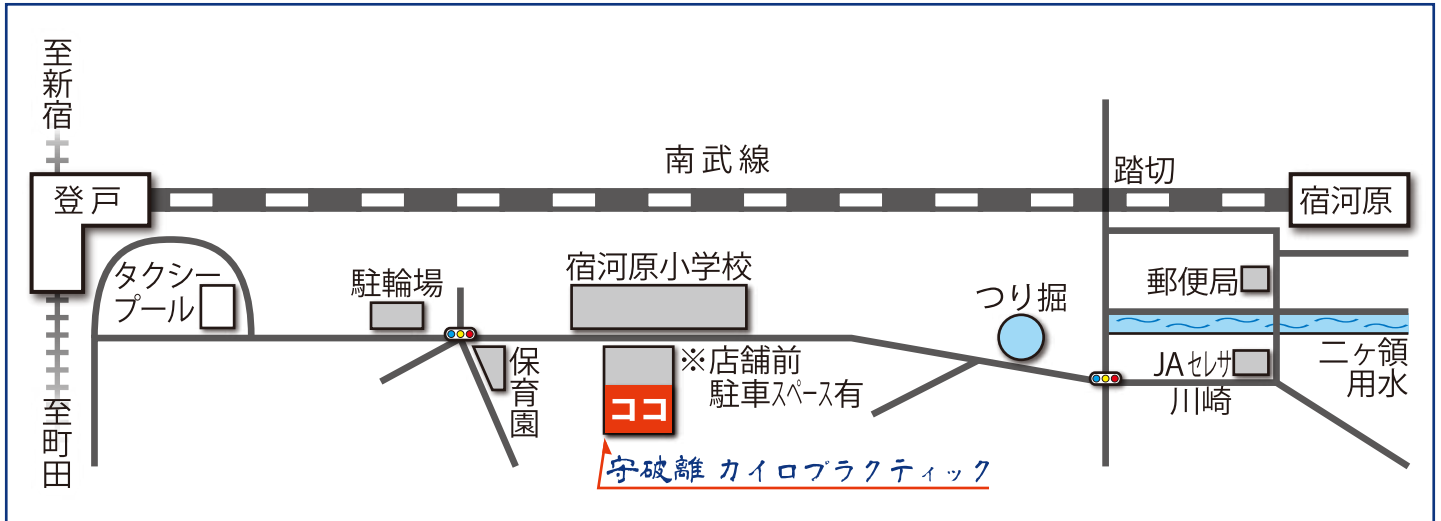 至新宿
南武線
踏切
登戸
宿河原
タクシー
プール
駐輪場
宿河原小学校
つり掘
郵便局
保育園
※店舗前
駐車スペース有
ココ
JAセレサ
川崎
二ヶ領
用水
至町田
守破離 カイロプラクティック